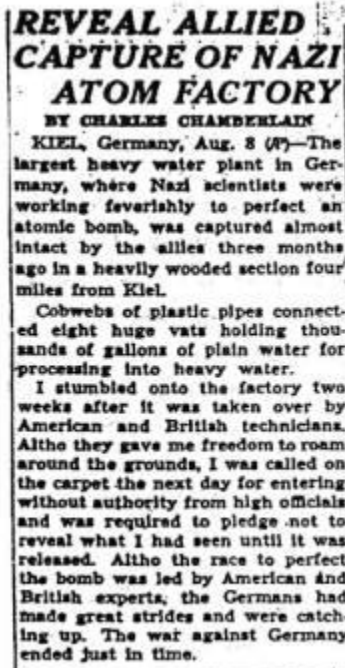 REVEAL ALLIED
CAPTURE OF NAZI
ATOM FACTORY
BY CHARLES CHAMBERLAIN
KIEL, Germany, Aug. 8 (AP)—The
largest heavy water plant in Ger-
many, where Nazi scientists were
working feverishly to perfect an
atomic bomb, was captured almost
intact by the allies three months
ago in a heavily wooded section four
miles from Kiel.
Cobwebs of plastic pipes connect-
ed eight huge vats holding thou-
sands of gallons of plain water for
processing into heavy water.
I stumbled onto the factory two
weeks after it was taken over by
American and British technicians.
Altho they gave me freedom to roam
around the grounds, I was called on
the carpet the next day for entering
without authority from high officials
and was required to pledge not to
reveal what I had seen until it was
released. Altho the race to perfect
the bomb was led by American and
British experts, the Germans had
made great strides and were catch-
ing up. The war against Germany
ended just in time.